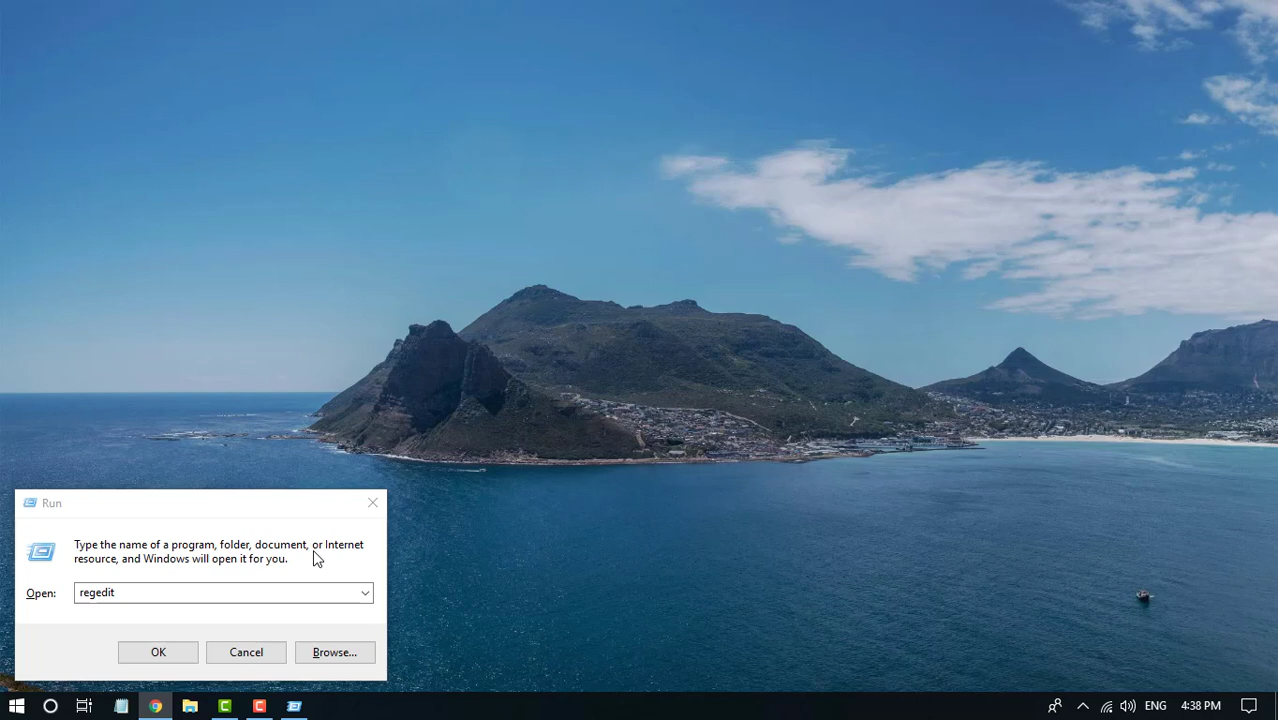 Run
Type the name of a program, folder, document, or Internet
resource, and Windows will open it for you.
Open: regedit
OK Cancel Browse...
ENG 4:38 PM